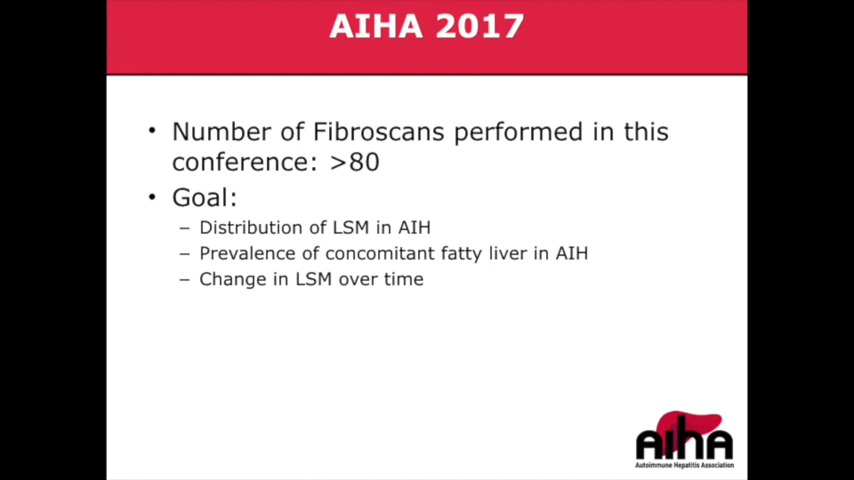 AIHA 2017
• Number of Fibroscans performed in this
conference: >80
• Goal:
– Distribution of LSM in AIH
– Prevalence of concomitant fatty liver in AIH
– Change in LSM over time
AIHA
Autoimmune Hepatitis Association